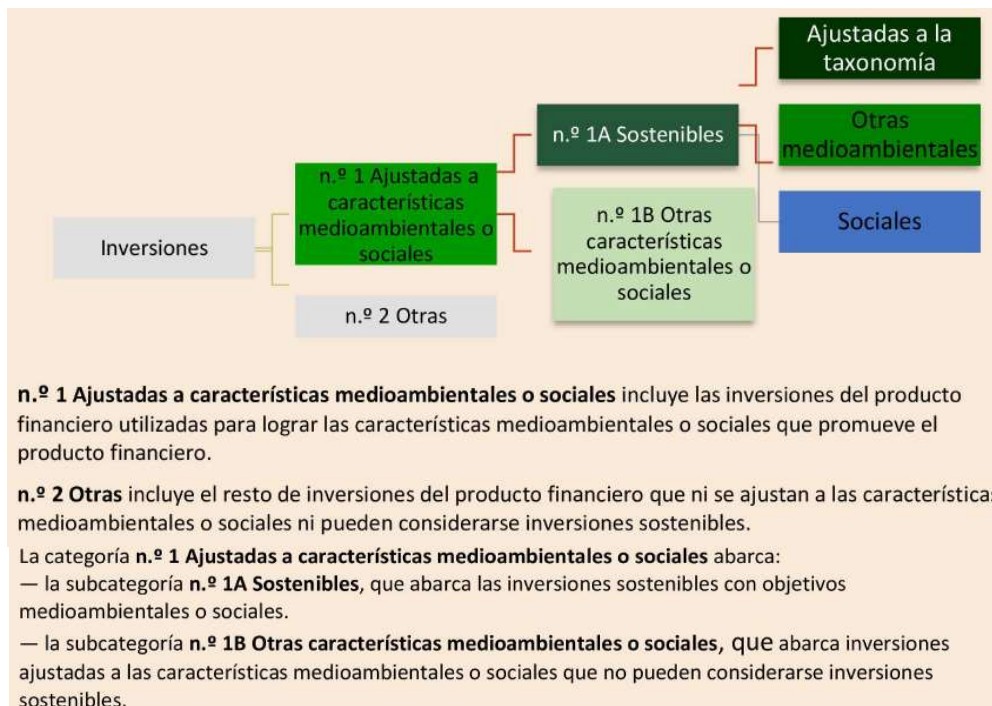 Ajustadas a la
taxonomía
n.º 1A Sostenibles
Otras
medioambientales
n.º 1 Ajustadas a
características
medioambientales o
sociales
n.º 1B Otras
características
medioambientales o
sociales
Sociales
Inversiones
n.º 2 Otras
n.º 1 Ajustadas a características medioambientales o sociales incluye las inversiones del producto
financiero utilizadas para lograr las características medioambientales o sociales que promueve el
producto financiero.
n.º 2 Otras incluye el resto de inversiones del producto financiero que ni se ajustan a las características
medioambientales o sociales ni pueden considerarse inversiones sostenibles.
La categoría n.º 1 Ajustadas a características medioambientales o sociales abarca:
— la subcategoría n.º 1A Sostenibles, que abarca las inversiones sostenibles con objetivos
medioambientales o sociales.
— la subcategoría n.º 1B Otras características medioambientales o sociales, que abarca inversiones
ajustadas a las características medioambientales o sociales que no pueden considerarse inversiones
sostenibles.